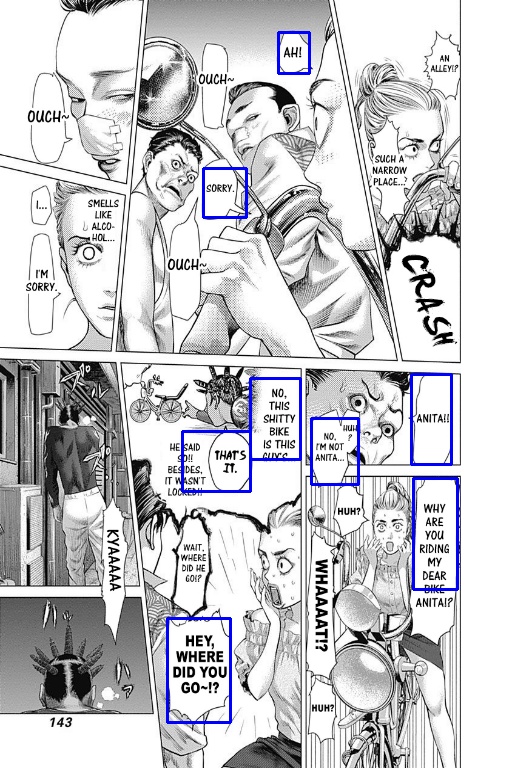 AN
ALLEY!?
SUCH A
NARROW
PLACE..?
CRASH
AH!
OUCH~
SORRY.
OUCH~
OUCH~
SMELLS
LIKE
ALCO-
HOL...
I...
I'M
SORRY.
ANITA!!
HUH
?
NO,
I'M NOT
ANITA...
WHY
ARE
YOU
RIDING
MY
DEAR
BIKE
ANITA!?
HUH?
WHAAAAT!?
HUH?
NO,
THIS
SHITTY
BIKE
IS THIS
GUY'S
THAT'S
IT.
HE SAID
SO!!
BESIDES,
IT WASN'T
LOCKED!!
WAIT,
WHERE
DID HE
GO!?
HEY,
WHERE
DID YOU
GO~!?
KYAAAAA
143